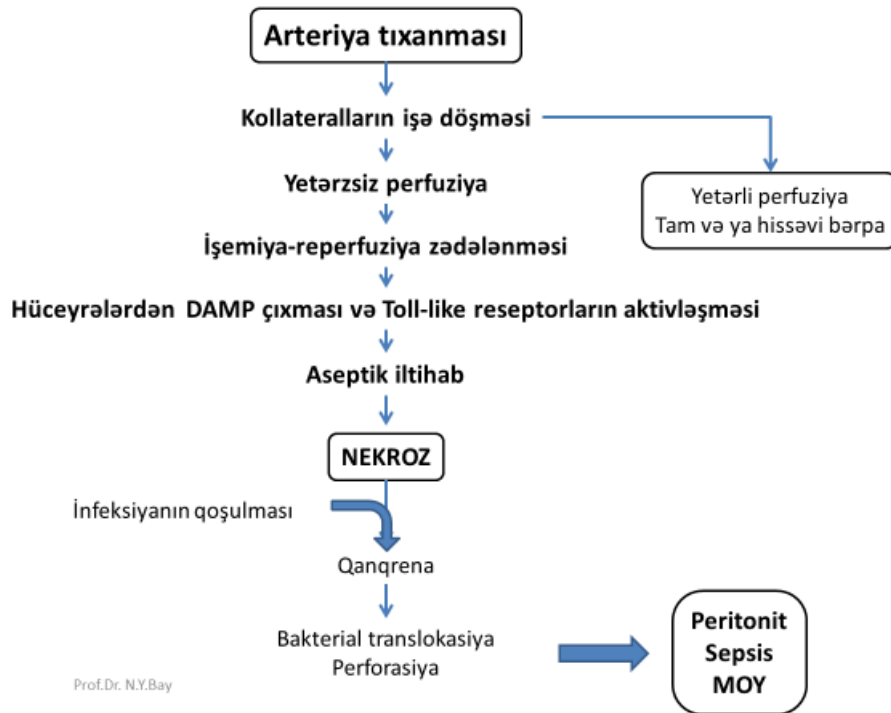 Arteriya tıxanması
Kollateralların işə döşməsi
Yetərzsiz perfuziya
Yetərli perfuziya
Tam və ya hissəvi bərpa
İşemiya-reperfuziya zədələnməsi
Hüceyrələrdən DAMP çıxması və Toll-like reseptorların aktivləşməsi
Aseptik iltihab
NEKROZ
İnfeksiyanın qoşulması
Qanqrena
Bakterial translokasiya
Perforasiya
Peritonit
Sepsis
MOY
Prof.Dr. N.Y.Bay